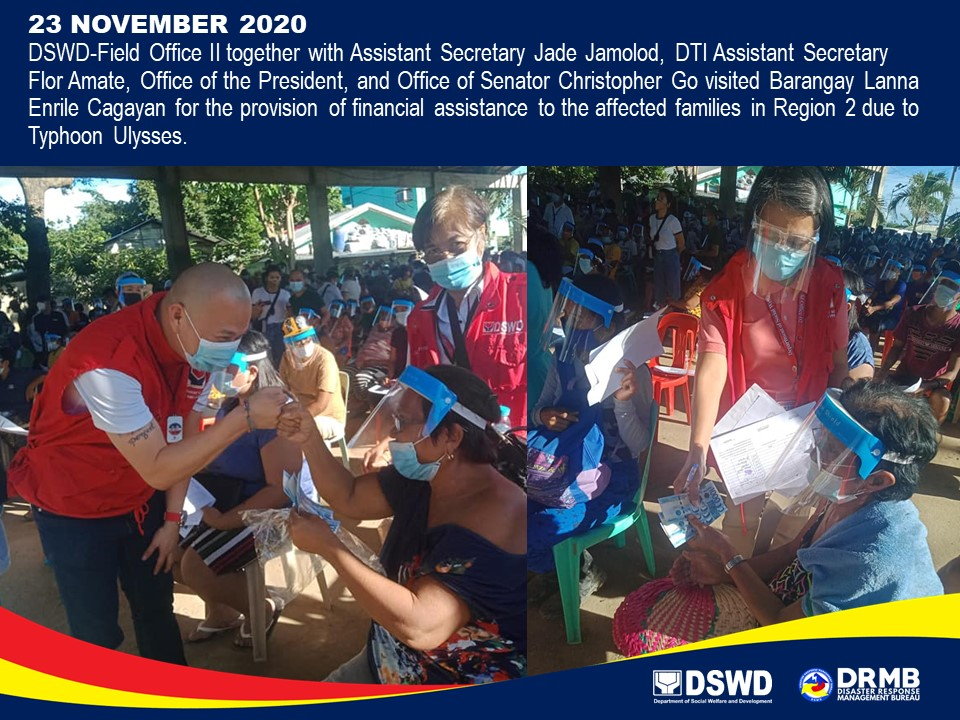 23 NOVEMBER 2020
DSWD-Field Office II together with Assistant Secretary Jade Jamolod, DTI Assistant Secretary
Flor Amate, Office of the President, and Office of Senator Christopher Go visited Barangay Lanna
Enrile Cagayan for the provision of financial assistance to the affected families in Region 2 due to
Typhoon Ulysses.
DSWD
DSWD
Department of Social Welfare and Development
DRMB
DISASTER RESPONSE
MANAGEMENT BUREAU